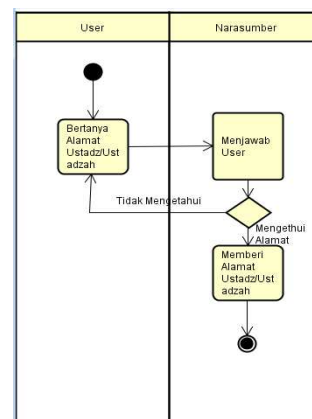 User
Narasumber
Bertanya
Alamat
Ustadz/Ust
adzah
Menjawab
User
Tidak Mengetahui
Mengethui
Alamat
Memberi
Alamat
Ustadz/Ust
adzah